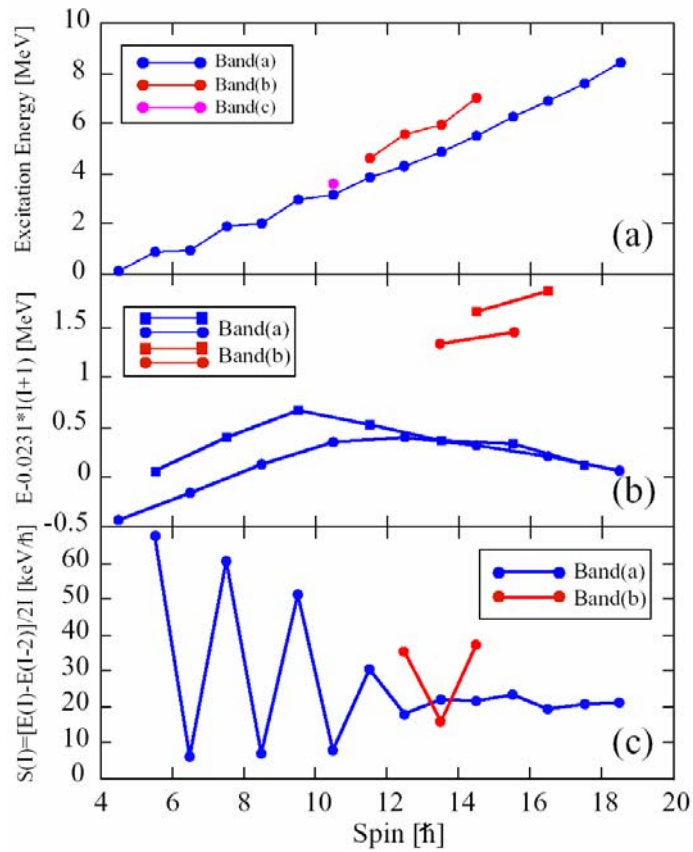 Excitation Energy [MeV]
10
8
6
4
2
0
Band(a)
Band(b)
Band(c)
(a)
E-0.0231*I(I+1) [MeV]
1.5
1
0.5
0
-0.5
Band(a)
Band(b)
(b)
S(I)=[E(I)-E(I-2)]/2I [keV/ħ]
60
50
40
30
20
10
0
Band(a)
Band(b)
(c)
4 6 8 10 12 14 16 18 20
Spin [ħ]